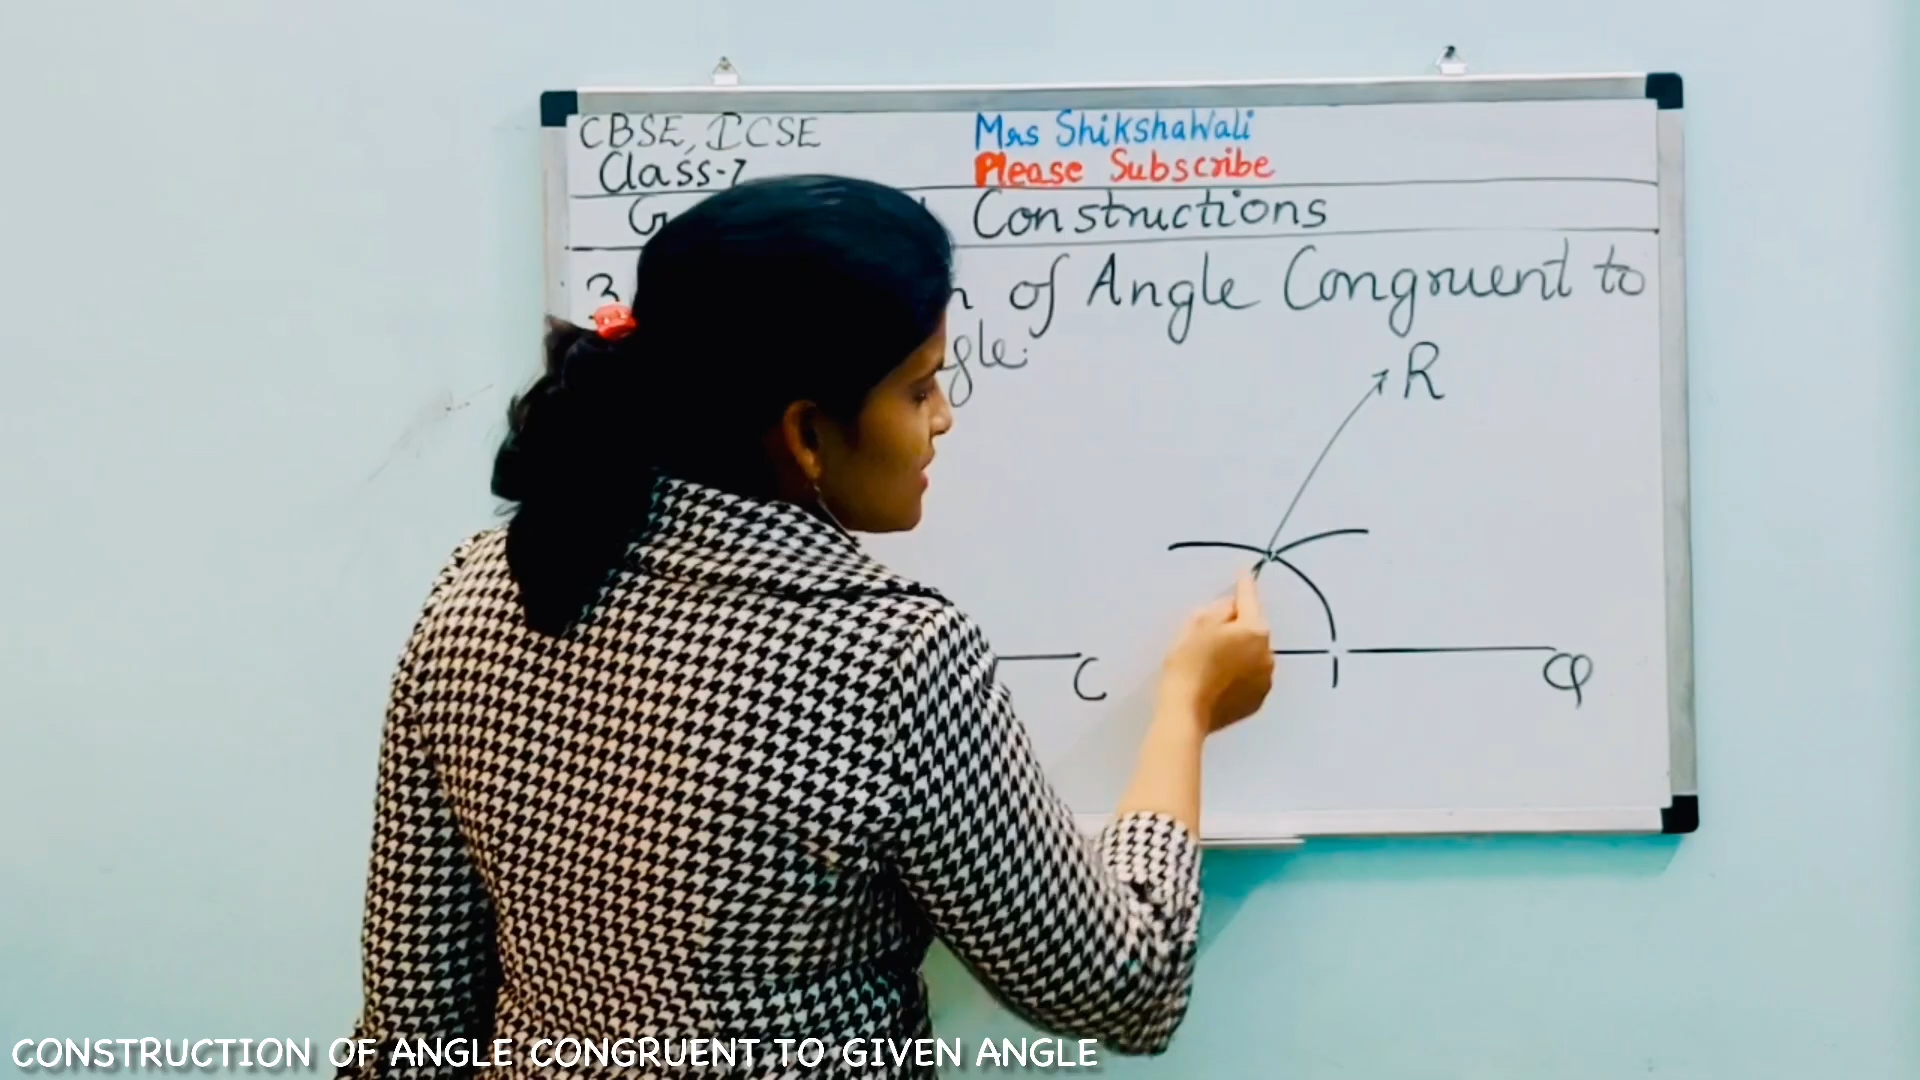 CBSE, ICSE
Mrs ShikshaWali
Class-7
Please Subscribe
Constructions
3
of Angle Congruent to
R
C
Q
CONSTRUCTION OF ANGLE CONGRUENT TO GIVEN ANGLE